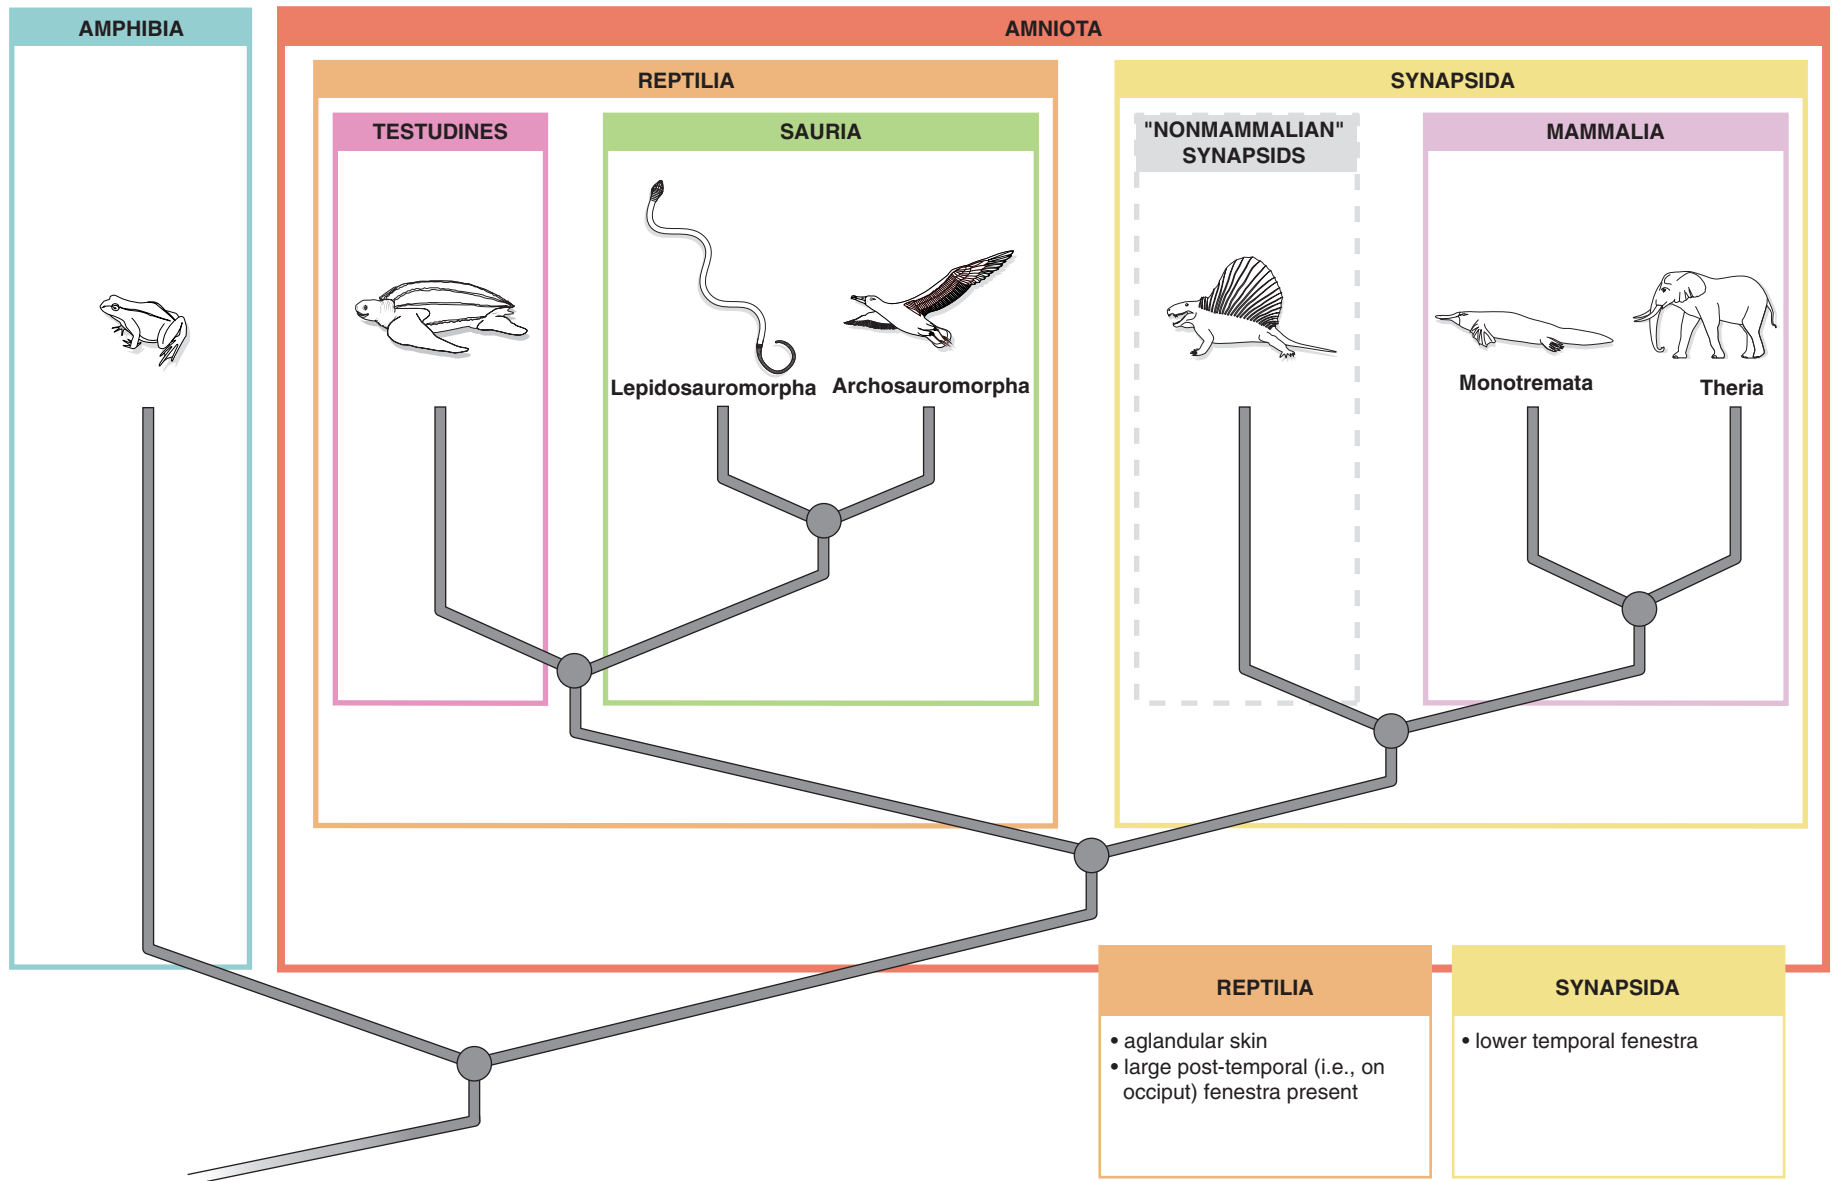 AMPHIBIA
AMNIOTA
REPTILIA
SYNAPSIDA
TESTUDINES
SAURIA
"NONMAMMALIAN"
SYNAPSIDS
MAMMALIA
Lepidosauromorpha
Archosauromorpha
Monotremata
Theria
REPTILIA
• aglandular skin
• large post-temporal (i.e., on
occiput) fenestra present
SYNAPSIDA
• lower temporal fenestra